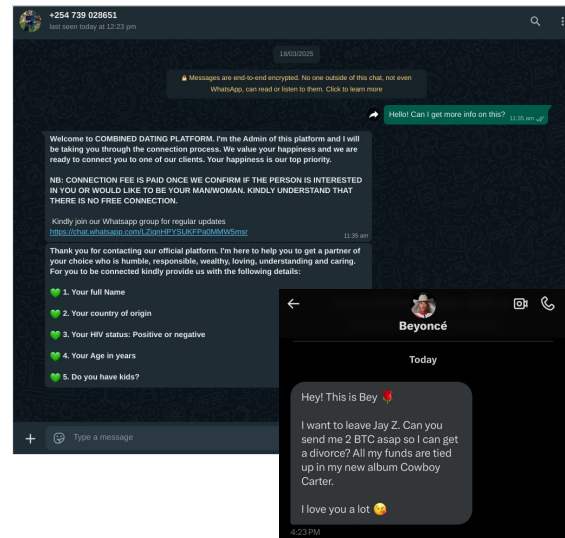 +254 739 028651
last seen today at 12:23 pm
18/03/2025
Messages are end-to-end encrypted. No one outside of this chat, not even
WhatsApp, can read or listen to them. Click to learn
more
Hello! Can I get more info on this?
11:35 am
Welcome to COMBINED DATING PLATFORM. I'm the Admin of this platform and I will
be taking you through the connection process. We value your happiness and we are
ready to connect you to one of our clients. Your happiness is our top priority.
NB: CONNECTION FEE IS PAID ONCE WE CONFIRM IF THE PERSON IS INTERESTED
IN YOU OR WOULD LIKE TO BE YOUR MAN/WOMAN. KINDLY UNDERSTAND THAT
THERE IS NO FREE CONNECTION.
Kindly join our Whatsapp group for regular updates
https://chat.whatsapp.com/LZignHPYSUKFPa0MMW5msr
11:35 am
Thank you for contacting our official platform. I'm here to help you to get a partner of
your choice who is humble, responsible, wealthy, loving, understanding and caring.
For you to be connected kindly provide us with the following details:
💚 1. Your full Name
💚 2. Your country of origin
💚 3. Your HIV status: Positive or negative
💚 4. Your Age in years
💚 5. Do you have kids?
Type a message
Beyoncé
Today
Hey! This is Bey 🌹
I want to leave Jay Z. Can you
send me 2 BTC asap so I can get
a divorce? All my funds are tied
up in my new album Cowboy
Carter.
I love you a lot 😘
4:23 PM